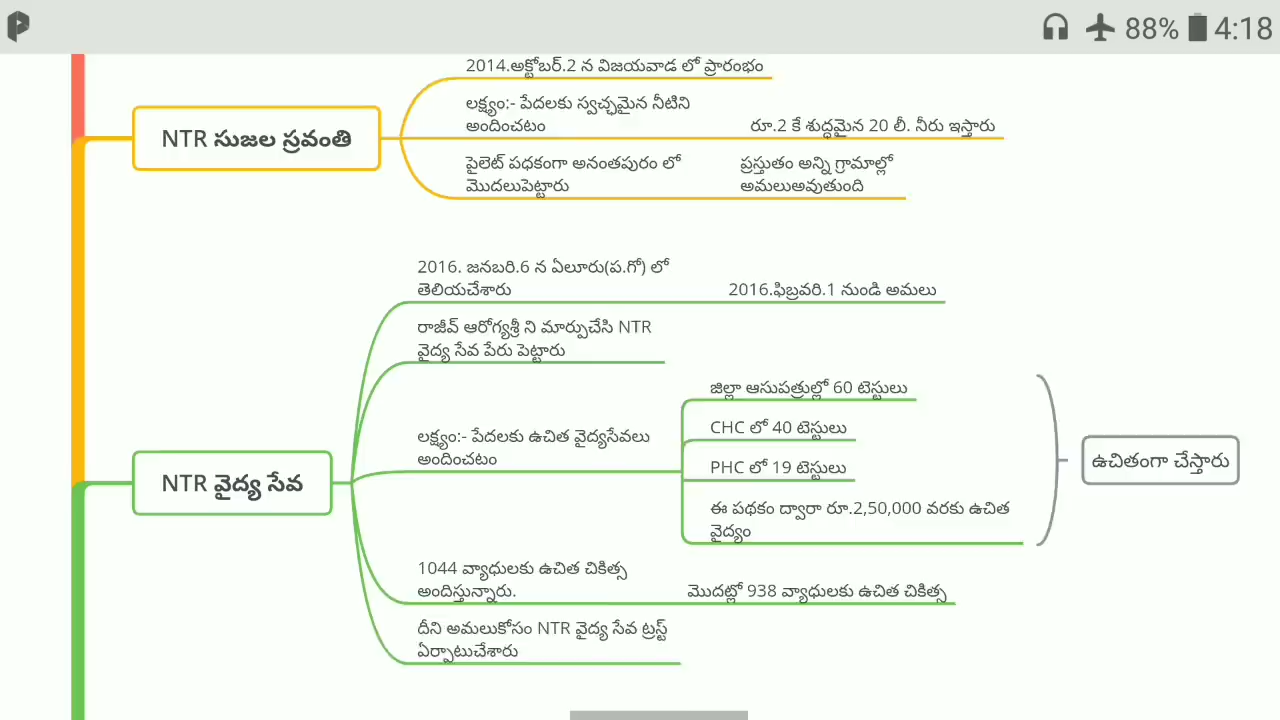 88% 4:18
2014.అక్టోబర్.2 న విజయవాడ లో ప్రారంభం
NTR సుజల స్రవంతి
లక్ష్యం:- పేదలకు స్వచ్ఛమైన నీటిని
అందించటం
రూ.2 కే శుద్ధమైన 20 లీ. నీరు ఇస్తారు
పైలెట్ పధకంగా అనంతపురం లో
మొదలుపెట్టారు
ప్రస్తుతం అన్ని గ్రామాల్లో
అమలుఅవుతుంది
2016. జనబరి.6 న ఏలూరు(ప.గో) లో
తెలియచేశారు
2016.ఫిబ్రవరి.1 నుండి అమలు
రాజీవ్ ఆరోగ్యశ్రీ ని మార్పుచేసి NTR
వైద్య సేవ పేరు పెట్టారు
NTR వైద్య సేవ
లక్ష్యం:- పేదలకు ఉచిత వైద్యసేవలు
అందించటం
జిల్లా ఆసుపత్రుల్లో 60 టెస్టులు
CHC లో 40 టెస్టులు
PHC లో 19 టెస్టులు
ఈ పథకం ద్వారా రూ.2,50,000 వరకు ఉచిత
వైద్యం
ఉచితంగా చేస్తారు
1044 వ్యాధులకు ఉచిత చికిత్స
అందిస్తున్నారు.
మొదట్లో 938 వ్యాధులకు ఉచిత చికిత్స
దీని అమలుకోసం NTR వైద్య సేవ ట్రస్ట్
ఏర్పాటుచేశారు